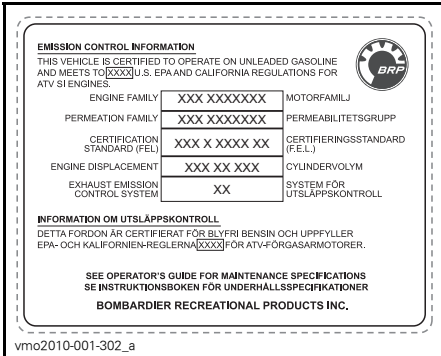 EMISSION CONTROL INFORMATION
THIS VEHICLE IS CERTIFIED TO OPERATE ON UNLEADED GASOLINE
AND MEETS TO XXXX U.S. EPA AND CALIFORNIA REGULATIONS FOR
ATV SI ENGINES.
BRP
ENGINE FAMILY XXX XXXXXXX MOTORFAMILJ
PERMEATION FAMILY XXX XXXXXXX PERMEABILITETSGRUPP
CERTIFICATION
STANDARD (FEL) XXX X XXXX XX CERTIFIERINGSSTANDARD
(F.E.L.)
ENGINE DISPLACEMENT XXX XX XXX CYLINDERVOLYM
EXHAUST EMISSION
CONTROL SYSTEM XX SYSTEM FÖR
UTSLÄPPSKONTROLL
INFORMATION OM UTSLÄPPSKONTROLL
DETTA FORDON ÄR CERTIFIERAT FÖR BLYFRI BENSIN OCH UPPFYLLER
EPA- OCH KALIFORNIEN-REGLERNA XXXX FÖR ATV-FÖRGASARMOTORER.
SEE OPERATOR'S GUIDE FOR MAINTENANCE SPECIFICATIONS
SE INSTRUKTIONSBOKEN FÖR UNDERHÅLLSSPECIFIKATIONER
BOMBARDIER RECREATIONAL PRODUCTS INC.
vmo2010-001-302_a